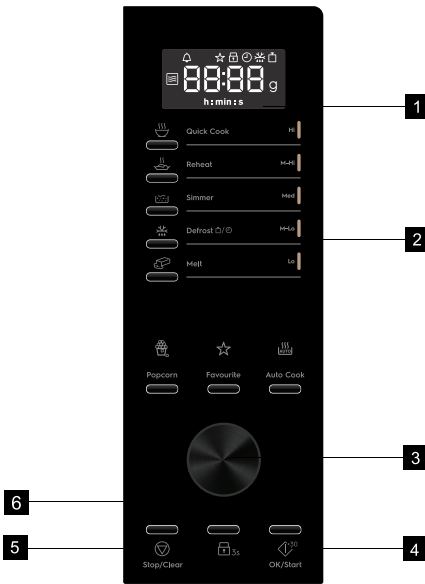 88:88 g
h:min:s
1
Quick Cook Hi
Reheat M-Hi
Simmer Med
2
Defrost / M-Lo
Melt Lo
AUTO
Popcorn Favourite Auto Cook
3
6
5
3s
+30
4
Stop/Clear OK/Start